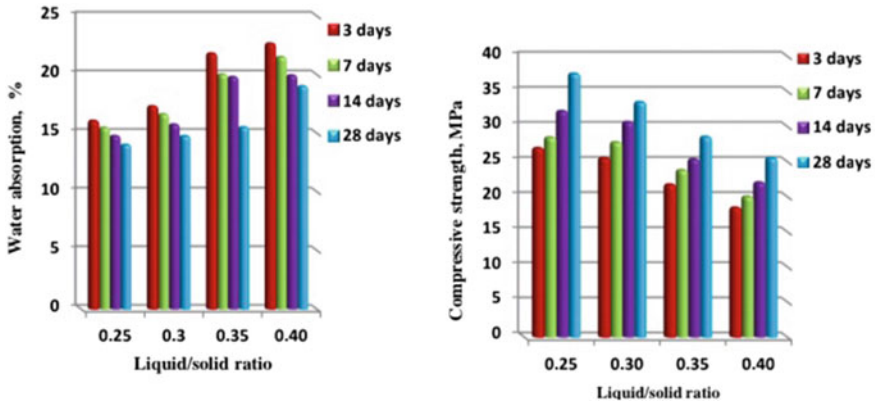 25
20
15
10
5
0
Water absorption, %
0.25 0.3 0.35 0.40
Liquid/solid ratio
3 days
7 days
14 days
28 days
40
35
30
25
20
15
10
5
0
Compressive strength, MPa
0.25 0.30 0.35 0.40
Liquid/solid ratio
3 days
7 days
14 days
28 days